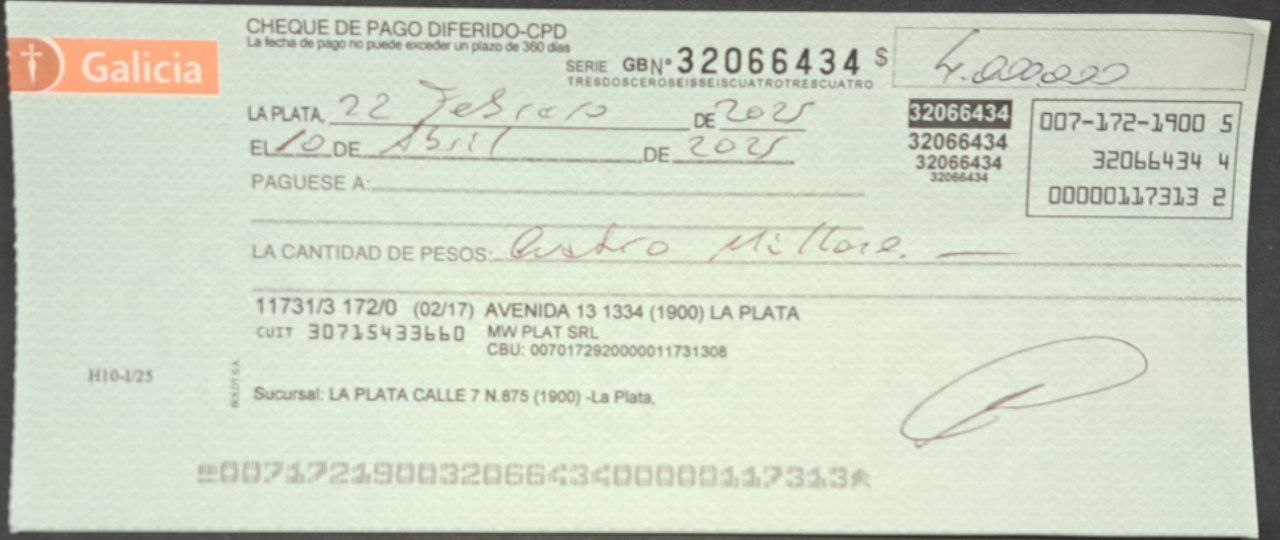 CHEQUE DE PAGO DIFERIDO-CPD
La fecha de pago no puede exceder un plazo de 360 días
Galicia
SERIE GB Nº 32066434 $ 4.000.000
TRESDOSCEROSEISSEISCUATROTRESCUATRO
LA PLATA, 22 Febrero DE 2025
EL 10 DE Abril DE 2025
32066434
32066434
32066434
32066434
007-172-1900 5
32066434 4
00000117313 2
PAGUESE A:
LA CANTIDAD DE PESOS: Cuatro Millones.
11731/3 172/0 (02/17) AVENIDA 13 1334 (1900) LA PLATA
CUIT 30715433660 MW PLAT SRL
CBU: 0070172920000011731308
H10-1/25
BOLDT S.A.
Sucursal: LA PLATA CALLE 7 N.875 (1900) -La Plata,
00717219003206643400000117313